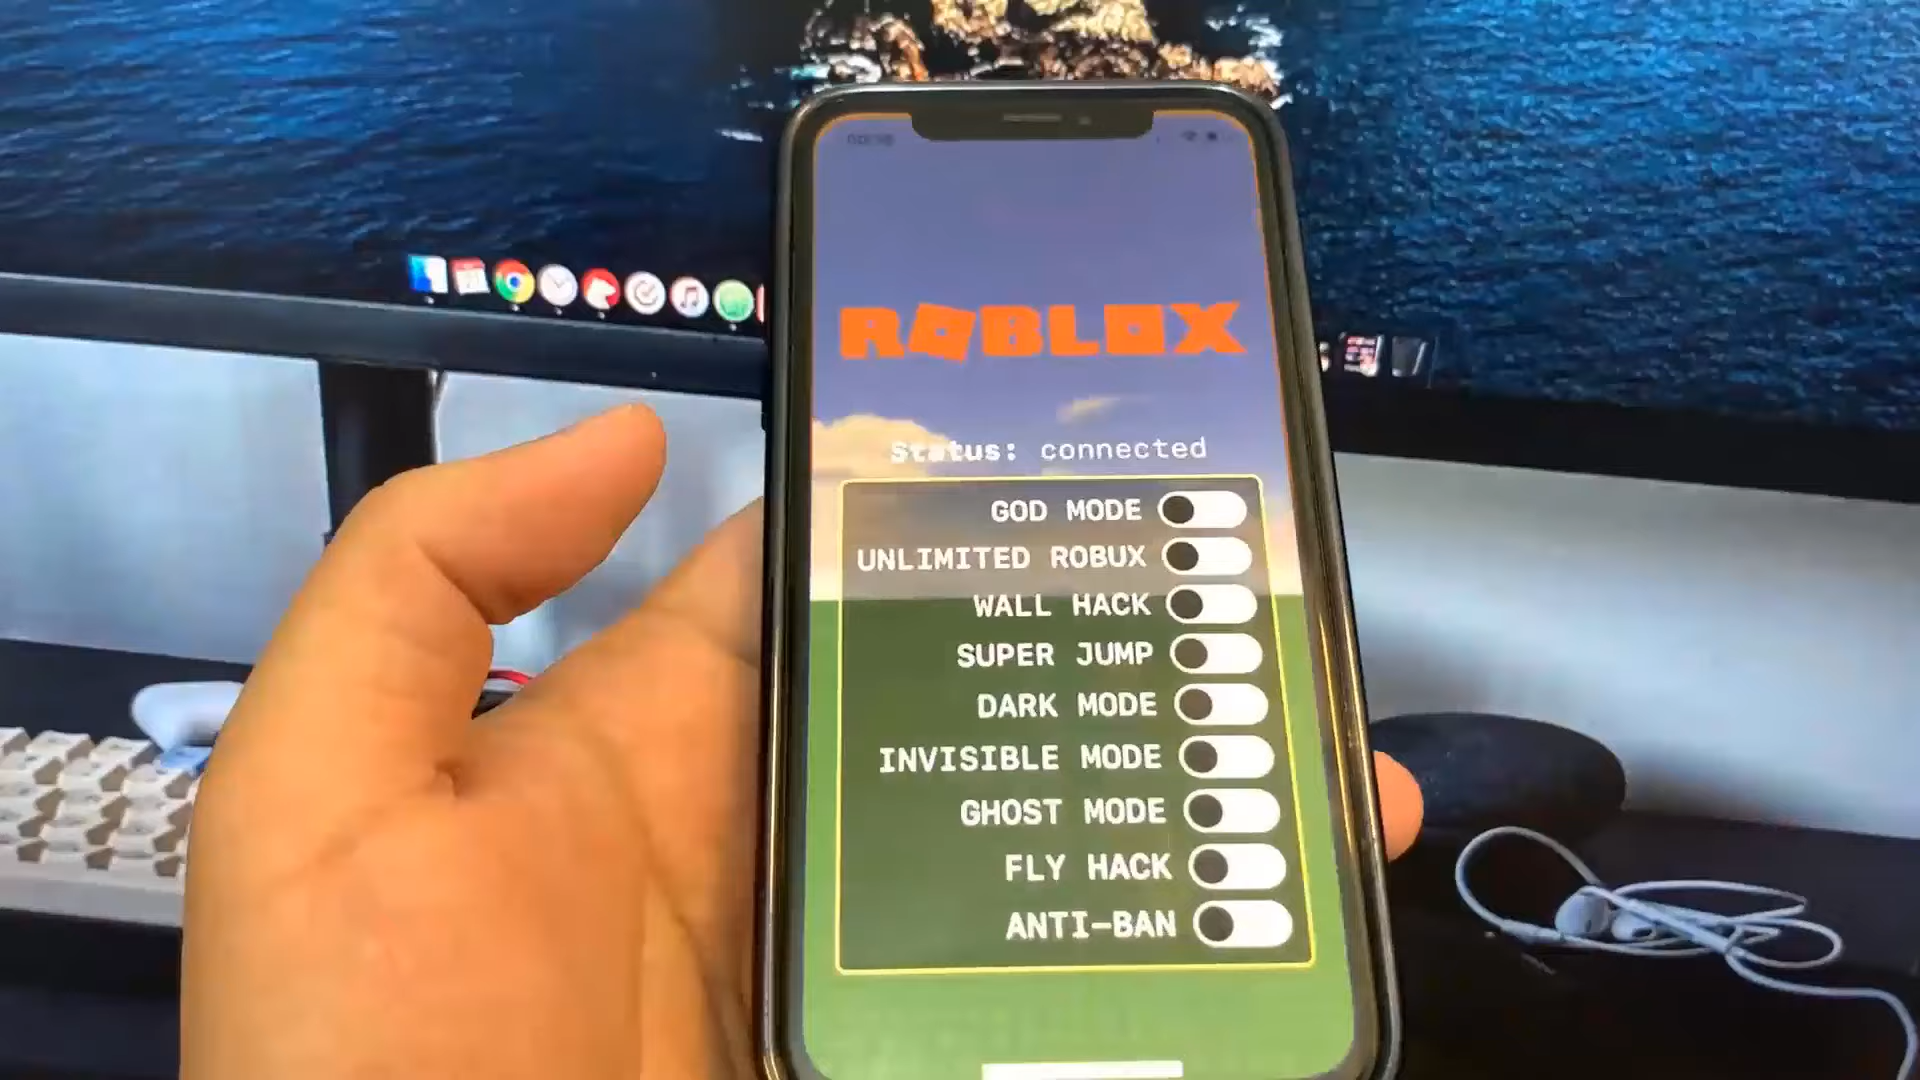 ROBLOX
Status: connected
GOD MODE
UNLIMITED ROBUX
WALL HACK
SUPER JUMP
DARK MODE
INVISIBLE MODE
GHOST MODE
FLY HACK
ANTI-BAN